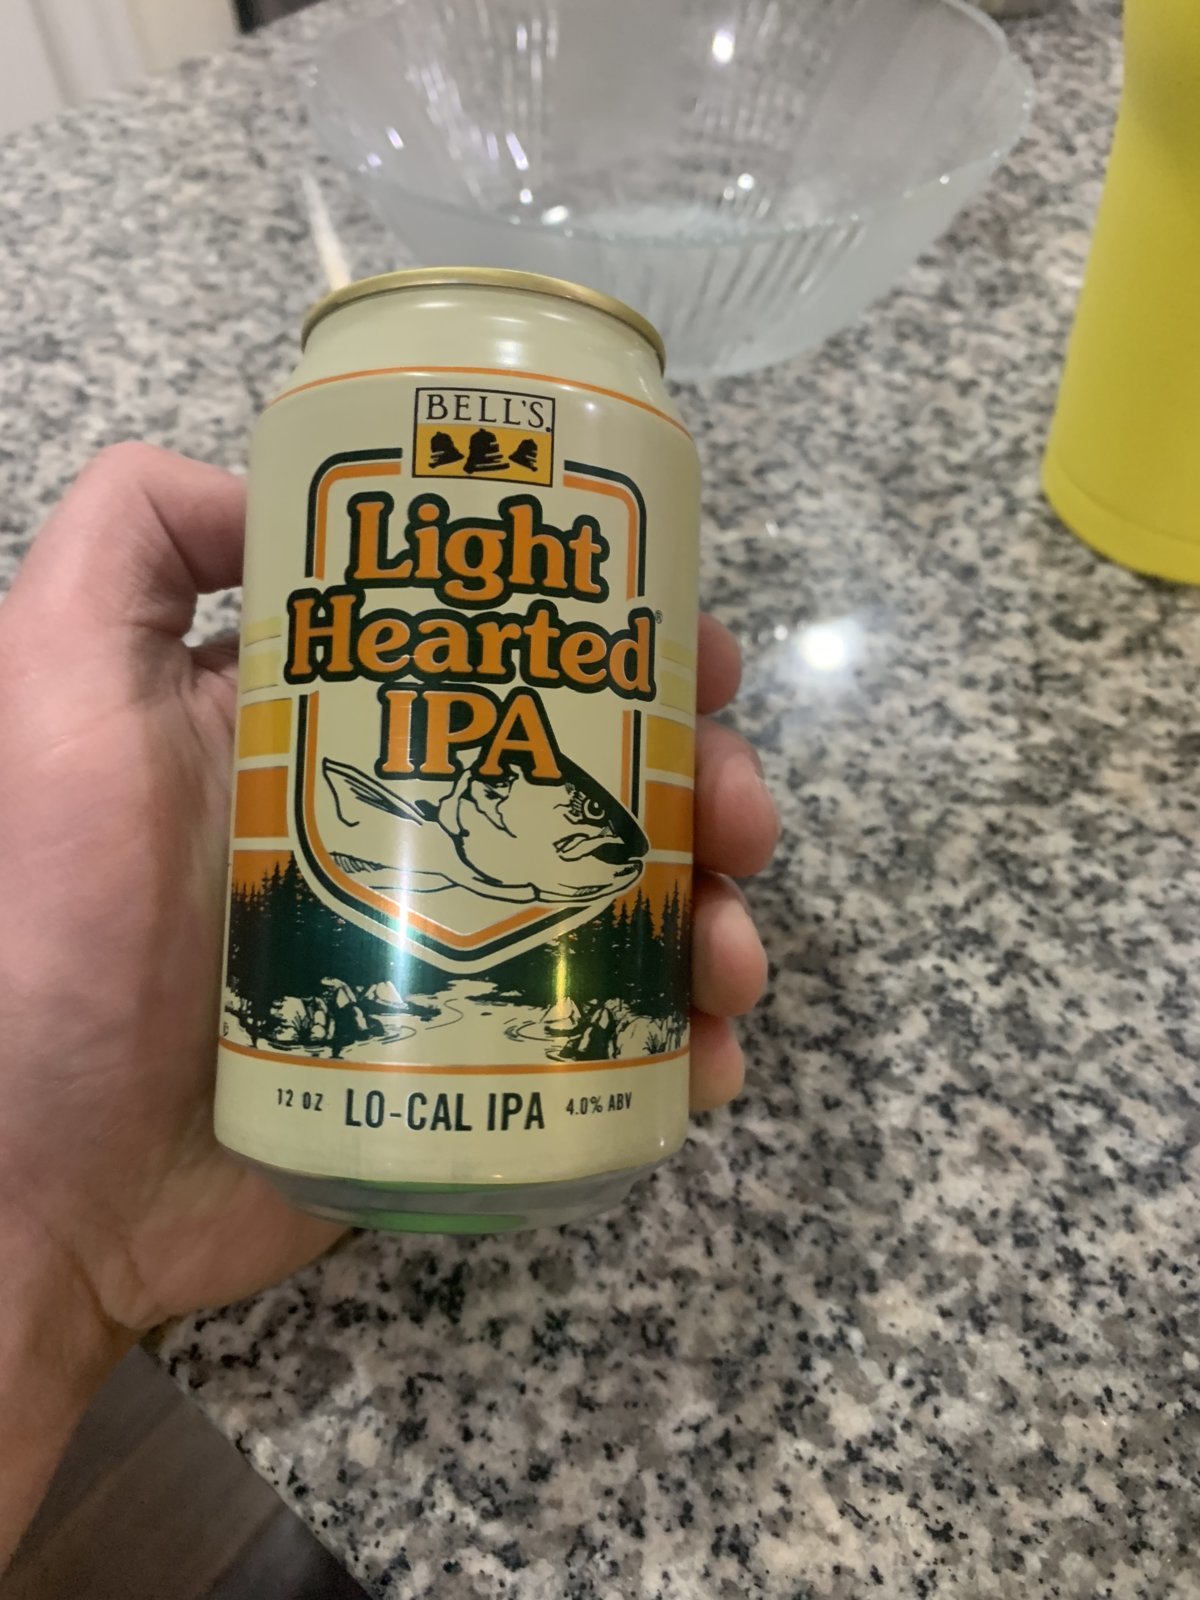 BELL'S.
Light
Hearted®
IPA
12 OZ LO-CAL IPA 4.0% ABV